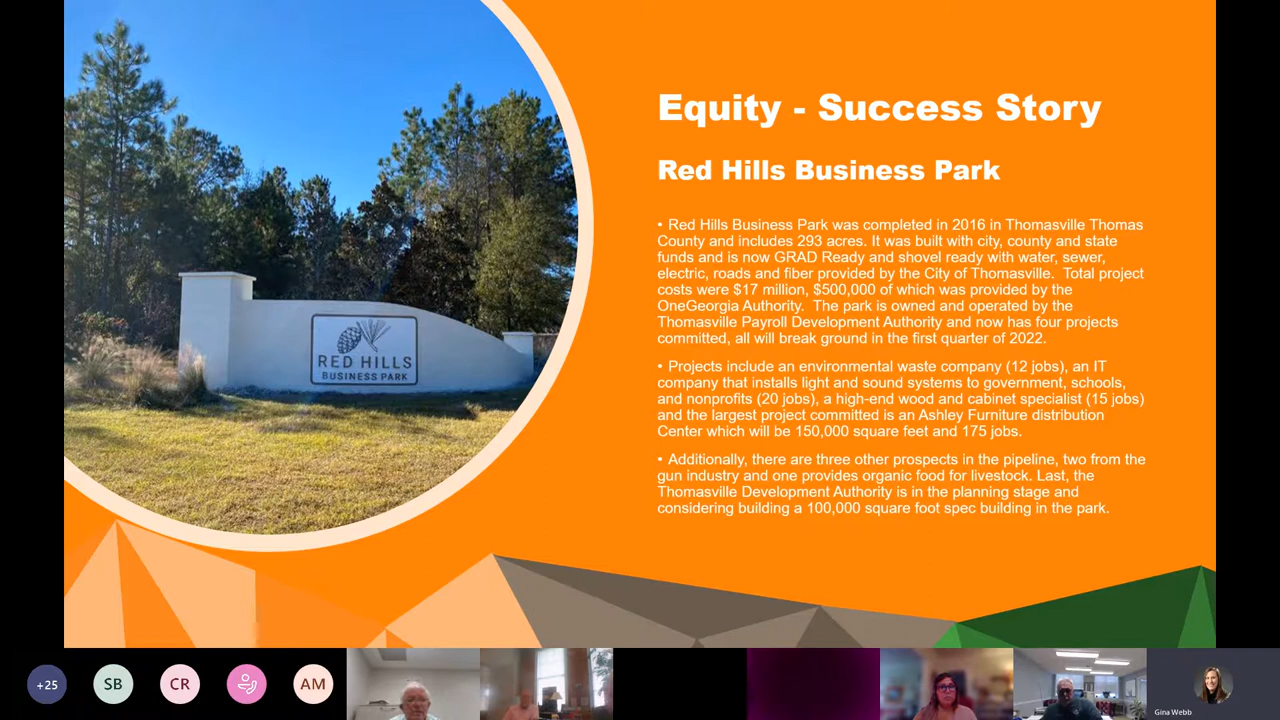 Equity - Success Story
Red Hills Business Park
• Red Hills Business Park was completed in 2016 in Thomasville Thomas
County and includes 293 acres. It was built with city, county and state
funds and is now GRAD Ready and shovel ready with water, sewer,
electric, roads and fiber provided by the City of Thomasville. Total project
costs were $17 million, $500,000 of which was provided by the
OneGeorgia Authority. The park is owned and operated by the
Thomasville Payroll Development Authority and now has four projects
committed, all will break ground in the first quarter of 2022.
• Projects include an environmental waste company (12 jobs), an IT
company that installs light and sound systems to government, schools,
and nonprofits (20 jobs), a high-end wood and cabinet specialist (15 jobs)
and the largest project committed is an Ashley Furniture distribution
Center which will be 150,000 square feet and 175 jobs.
• Additionally, there are three other prospects in the pipeline, two from the
gun industry and one provides organic food for livestock. Last, the
Thomasville Development Authority is in the planning stage and
considering building a 100,000 square foot spec building in the park.
RED HILLS
BUSINESS PARK
+25
SB
CR
AM
Gina Webb